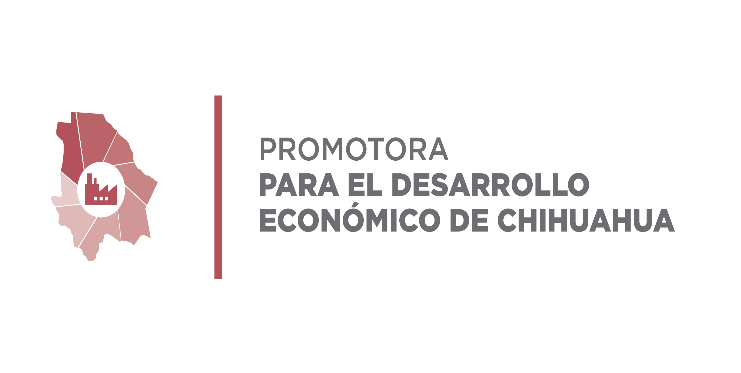 PROMOTORA
PARA EL DESARROLLO
ECONÓMICO DE CHIHUAHUA